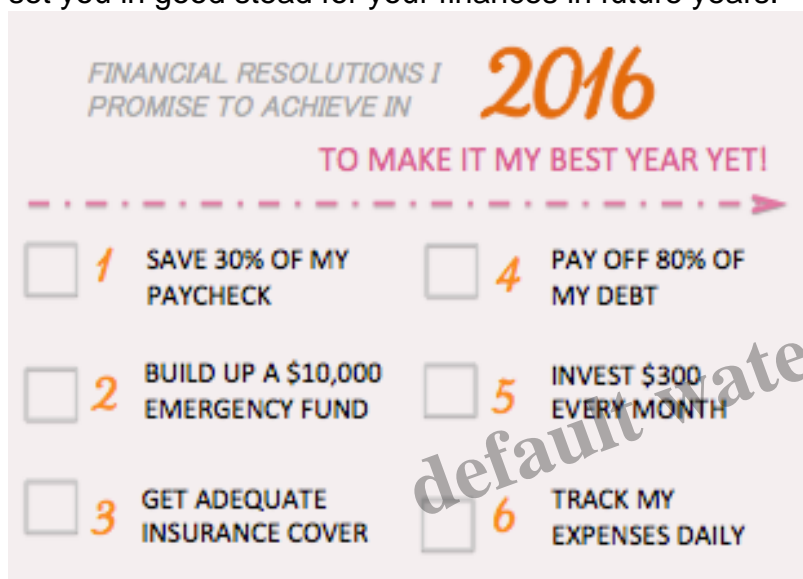 set you in good stead for your finances in future years.
FINANCIAL RESOLUTIONS I
PROMISE TO ACHIEVE IN
2016
TO MAKE IT MY BEST YEAR YET!
1 SAVE 30% OF MY
PAYCHECK
2 BUILD UP A $10,000
EMERGENCY FUND
3 GET ADEQUATE
INSURANCE COVER
4 PAY OFF 80% OF
MY DEBT
5 INVEST $300
EVERY MONTH
6 TRACK MY
EXPENSES DAILY
default wate